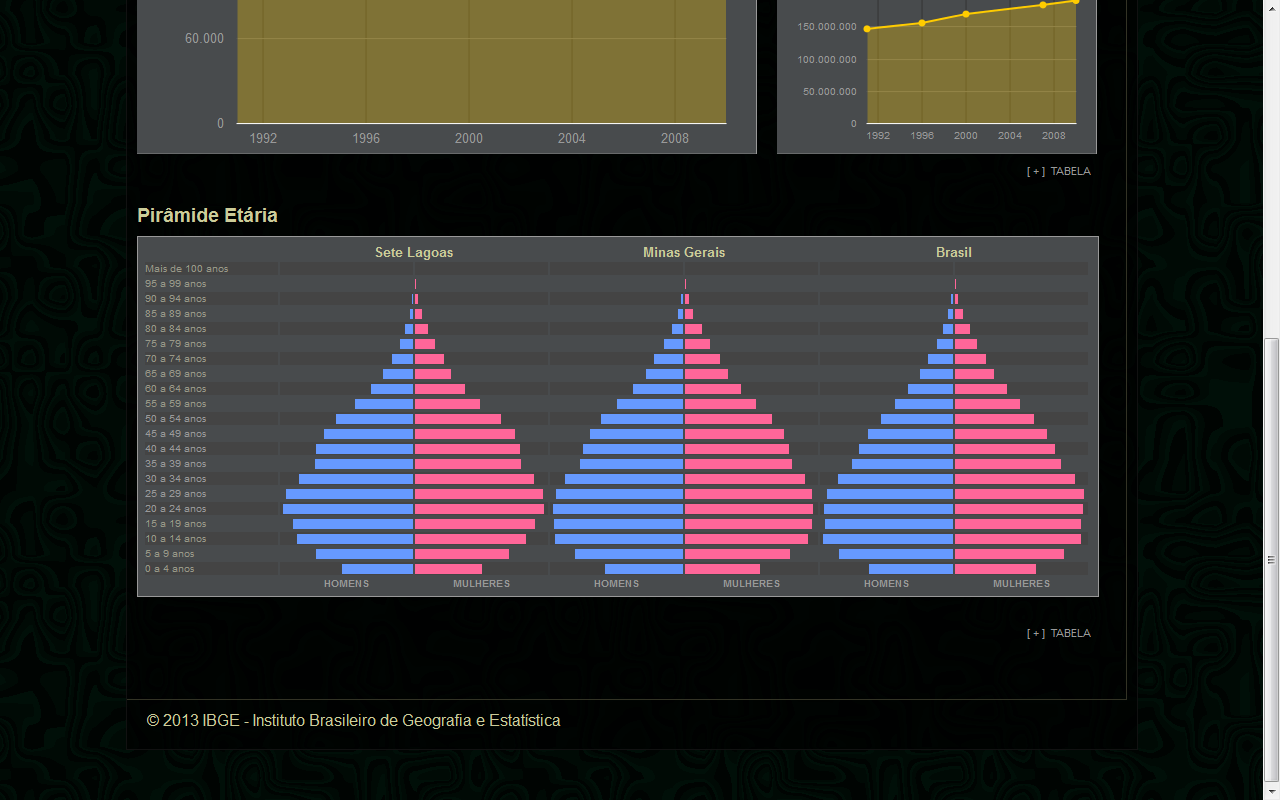 60.000
0
1992 1996 2000 2004 2008
150.000.000
100.000.000
50.000.000
0
1992 1996 2000 2004 2008
[ + ] TABELA
Pirâmide Etária
Sete Lagoas Minas Gerais Brasil
Mais de 100 anos
95 a 99 anos
90 a 94 anos
85 a 89 anos
80 a 84 anos
75 a 79 anos
70 a 74 anos
65 a 69 anos
60 a 64 anos
55 a 59 anos
50 a 54 anos
45 a 49 anos
40 a 44 anos
35 a 39 anos
30 a 34 anos
25 a 29 anos
20 a 24 anos
15 a 19 anos
10 a 14 anos
5 a 9 anos
0 a 4 anos
HOMENS MULHERES HOMENS MULHERES HOMENS MULHERES
[ + ] TABELA
© 2013 IBGE - Instituto Brasileiro de Geografia e Estatística